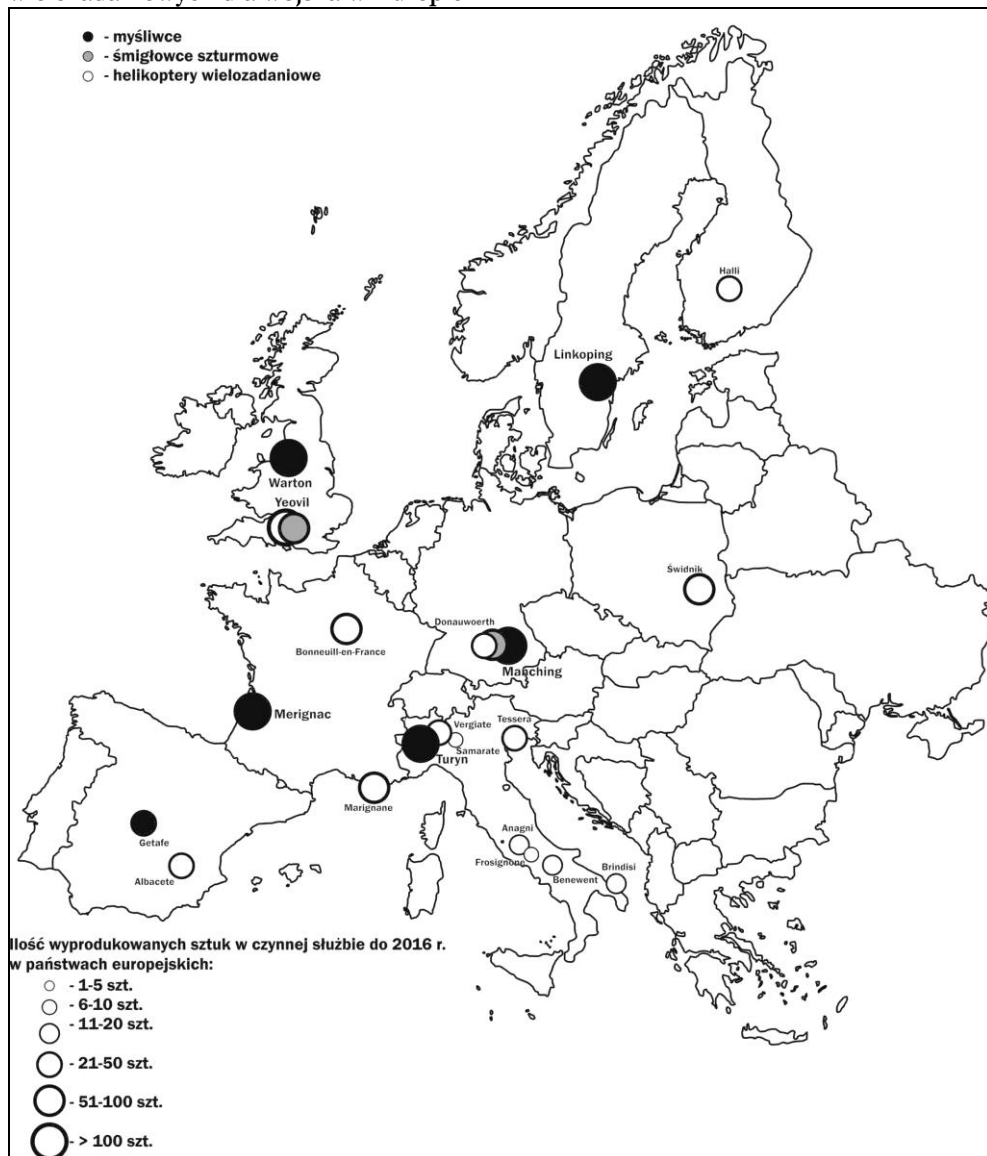 - myśliwce
- śmigłowce szturmowe
- helikoptery wielozadaniowe
Halli
Linkoping
Warton
Yeovil
Świdnik
Donauwoerth
Bonneuill-en-France
Manching
Merignac
Vergiate
Tessera
Samarate
Turyn
Marignane
Getafe
Anagni
Albacete
Frosignone
Benewent
Brindisi
Ilość wyprodukowanych sztuk w czynnej służbie do 2016 r.
w państwach europejskich:
- 1-5 szt.
- 6-10 szt.
- 11-20 szt.
- 21-50 szt.
- 51-100 szt.
- > 100 szt.